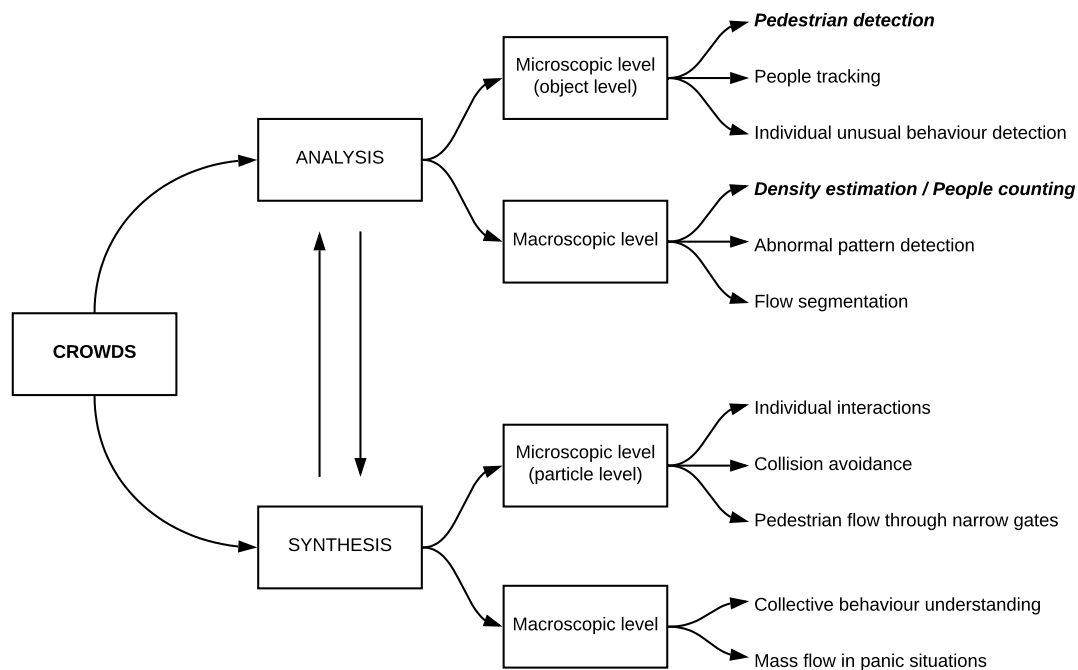 Pedestrian detection
Microscopic level
(object level)
People tracking
Individual unusual behaviour detection
ANALYSIS
Density estimation / People counting
Macroscopic level
Abnormal pattern detection
Flow segmentation
CROWDS
Individual interactions
Microscopic level
(particle level)
Collision avoidance
Pedestrian flow through narrow gates
SYNTHESIS
Collective behaviour understanding
Macroscopic level
Mass flow in panic situations